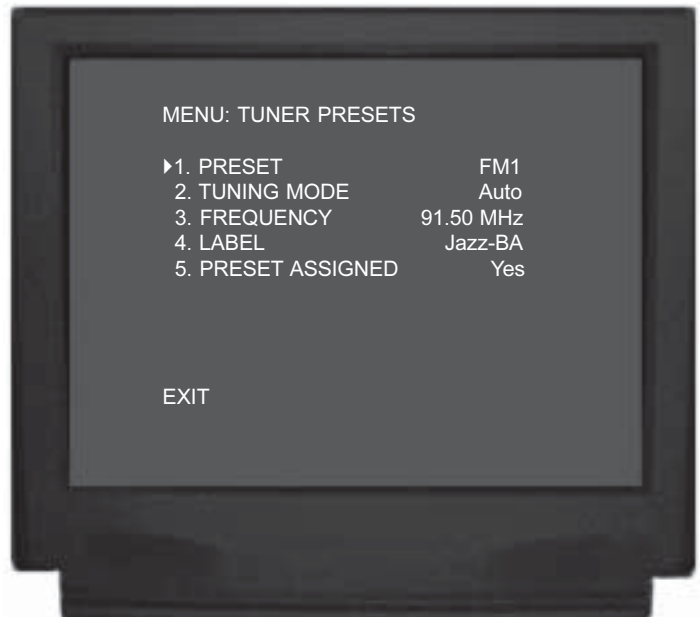 MENU: TUNER PRESETS
▶1. PRESET FM1
2. TUNING MODE Auto
3. FREQUENCY 91.50 MHz
4. LABEL Jazz-BA
5. PRESET ASSIGNED Yes
EXIT